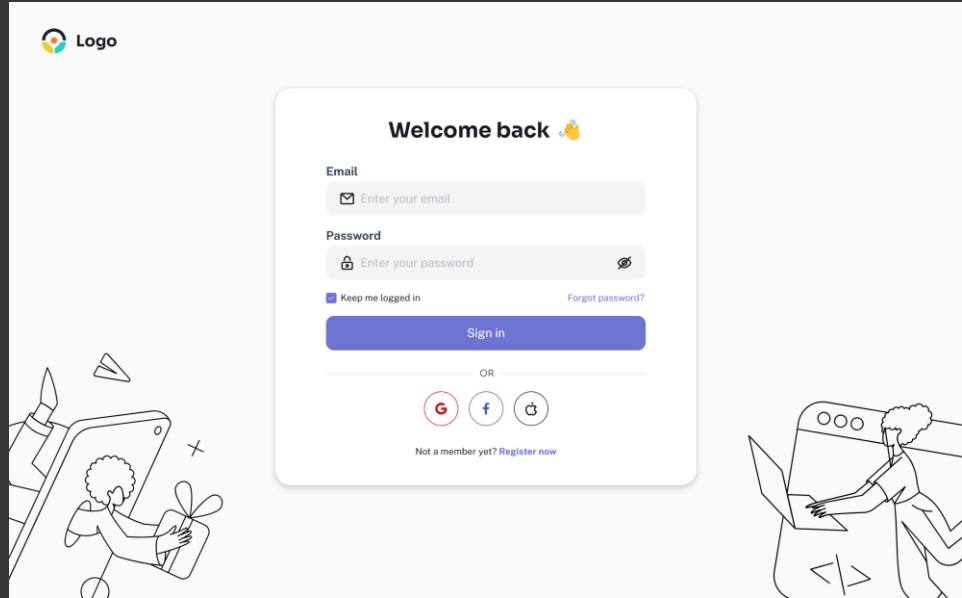 Logo
Welcome back 👋
Email
Enter your email
Password
Enter your password
Keep me logged in Forgot password?
Sign in
OR
G f
Not a member yet? Register now
</>